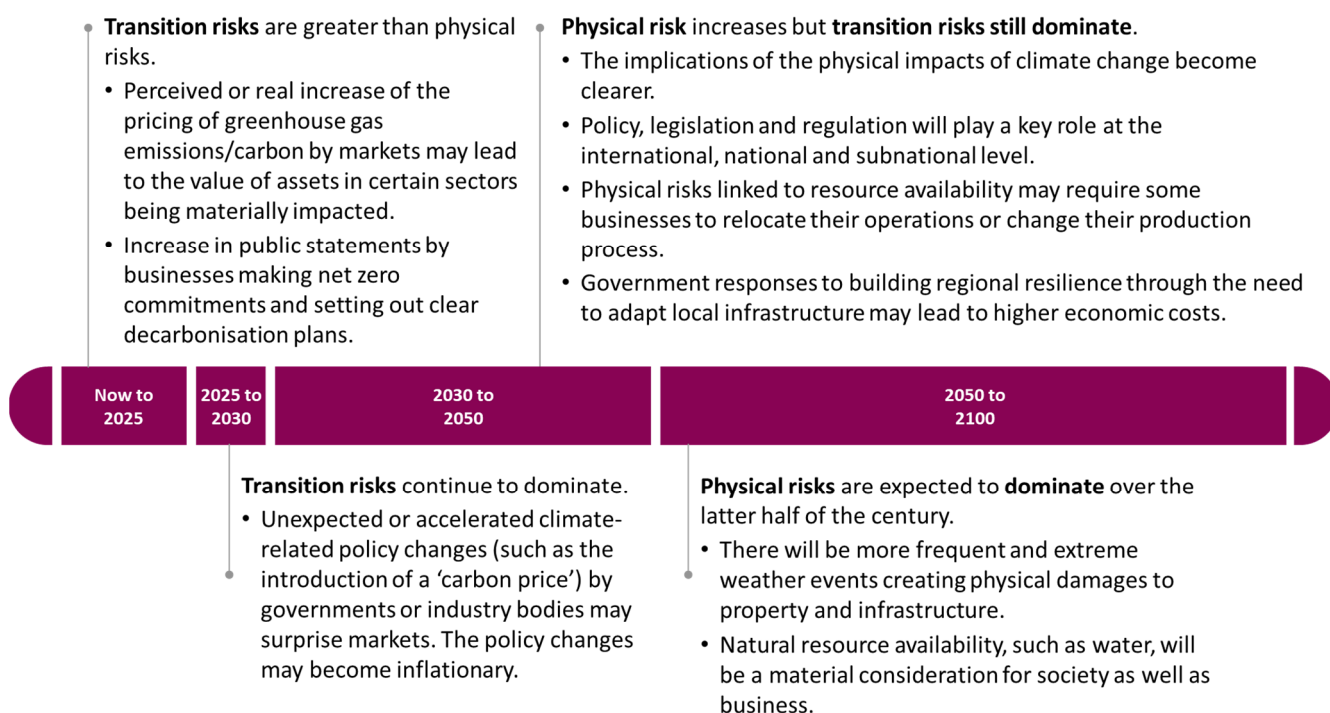 Transition risks are greater than physical
risks.
• Perceived or real increase of the
pricing of greenhouse gas
emissions/carbon by markets may lead
to the value of assets in certain sectors
being materially impacted.
• Increase in public statements by
businesses making net zero
commitments and setting out clear
decarbonisation plans.
Physical risk increases but transition risks still dominate.
• The implications of the physical impacts of climate change become
clearer.
• Policy, legislation and regulation will play a key role at the
international, national and subnational level.
• Physical risks linked to resource availability may require some
businesses to relocate their operations or change their production
process.
• Government responses to building regional resilience through the need
to adapt local infrastructure may lead to higher economic costs.
Now to
2025
2025 to
2030
2030 to
2050
2050 to
2100
Transition risks continue to dominate.
• Unexpected or accelerated climate-
related policy changes (such as the
introduction of a ‘carbon price’) by
governments or industry bodies may
surprise markets. The policy changes
may become inflationary.
Physical risks are expected to dominate over the
latter half of the century.
• There will be more frequent and extreme
weather events creating physical damages to
property and infrastructure.
• Natural resource availability, such as water, will
be a material consideration for society as well as
business.